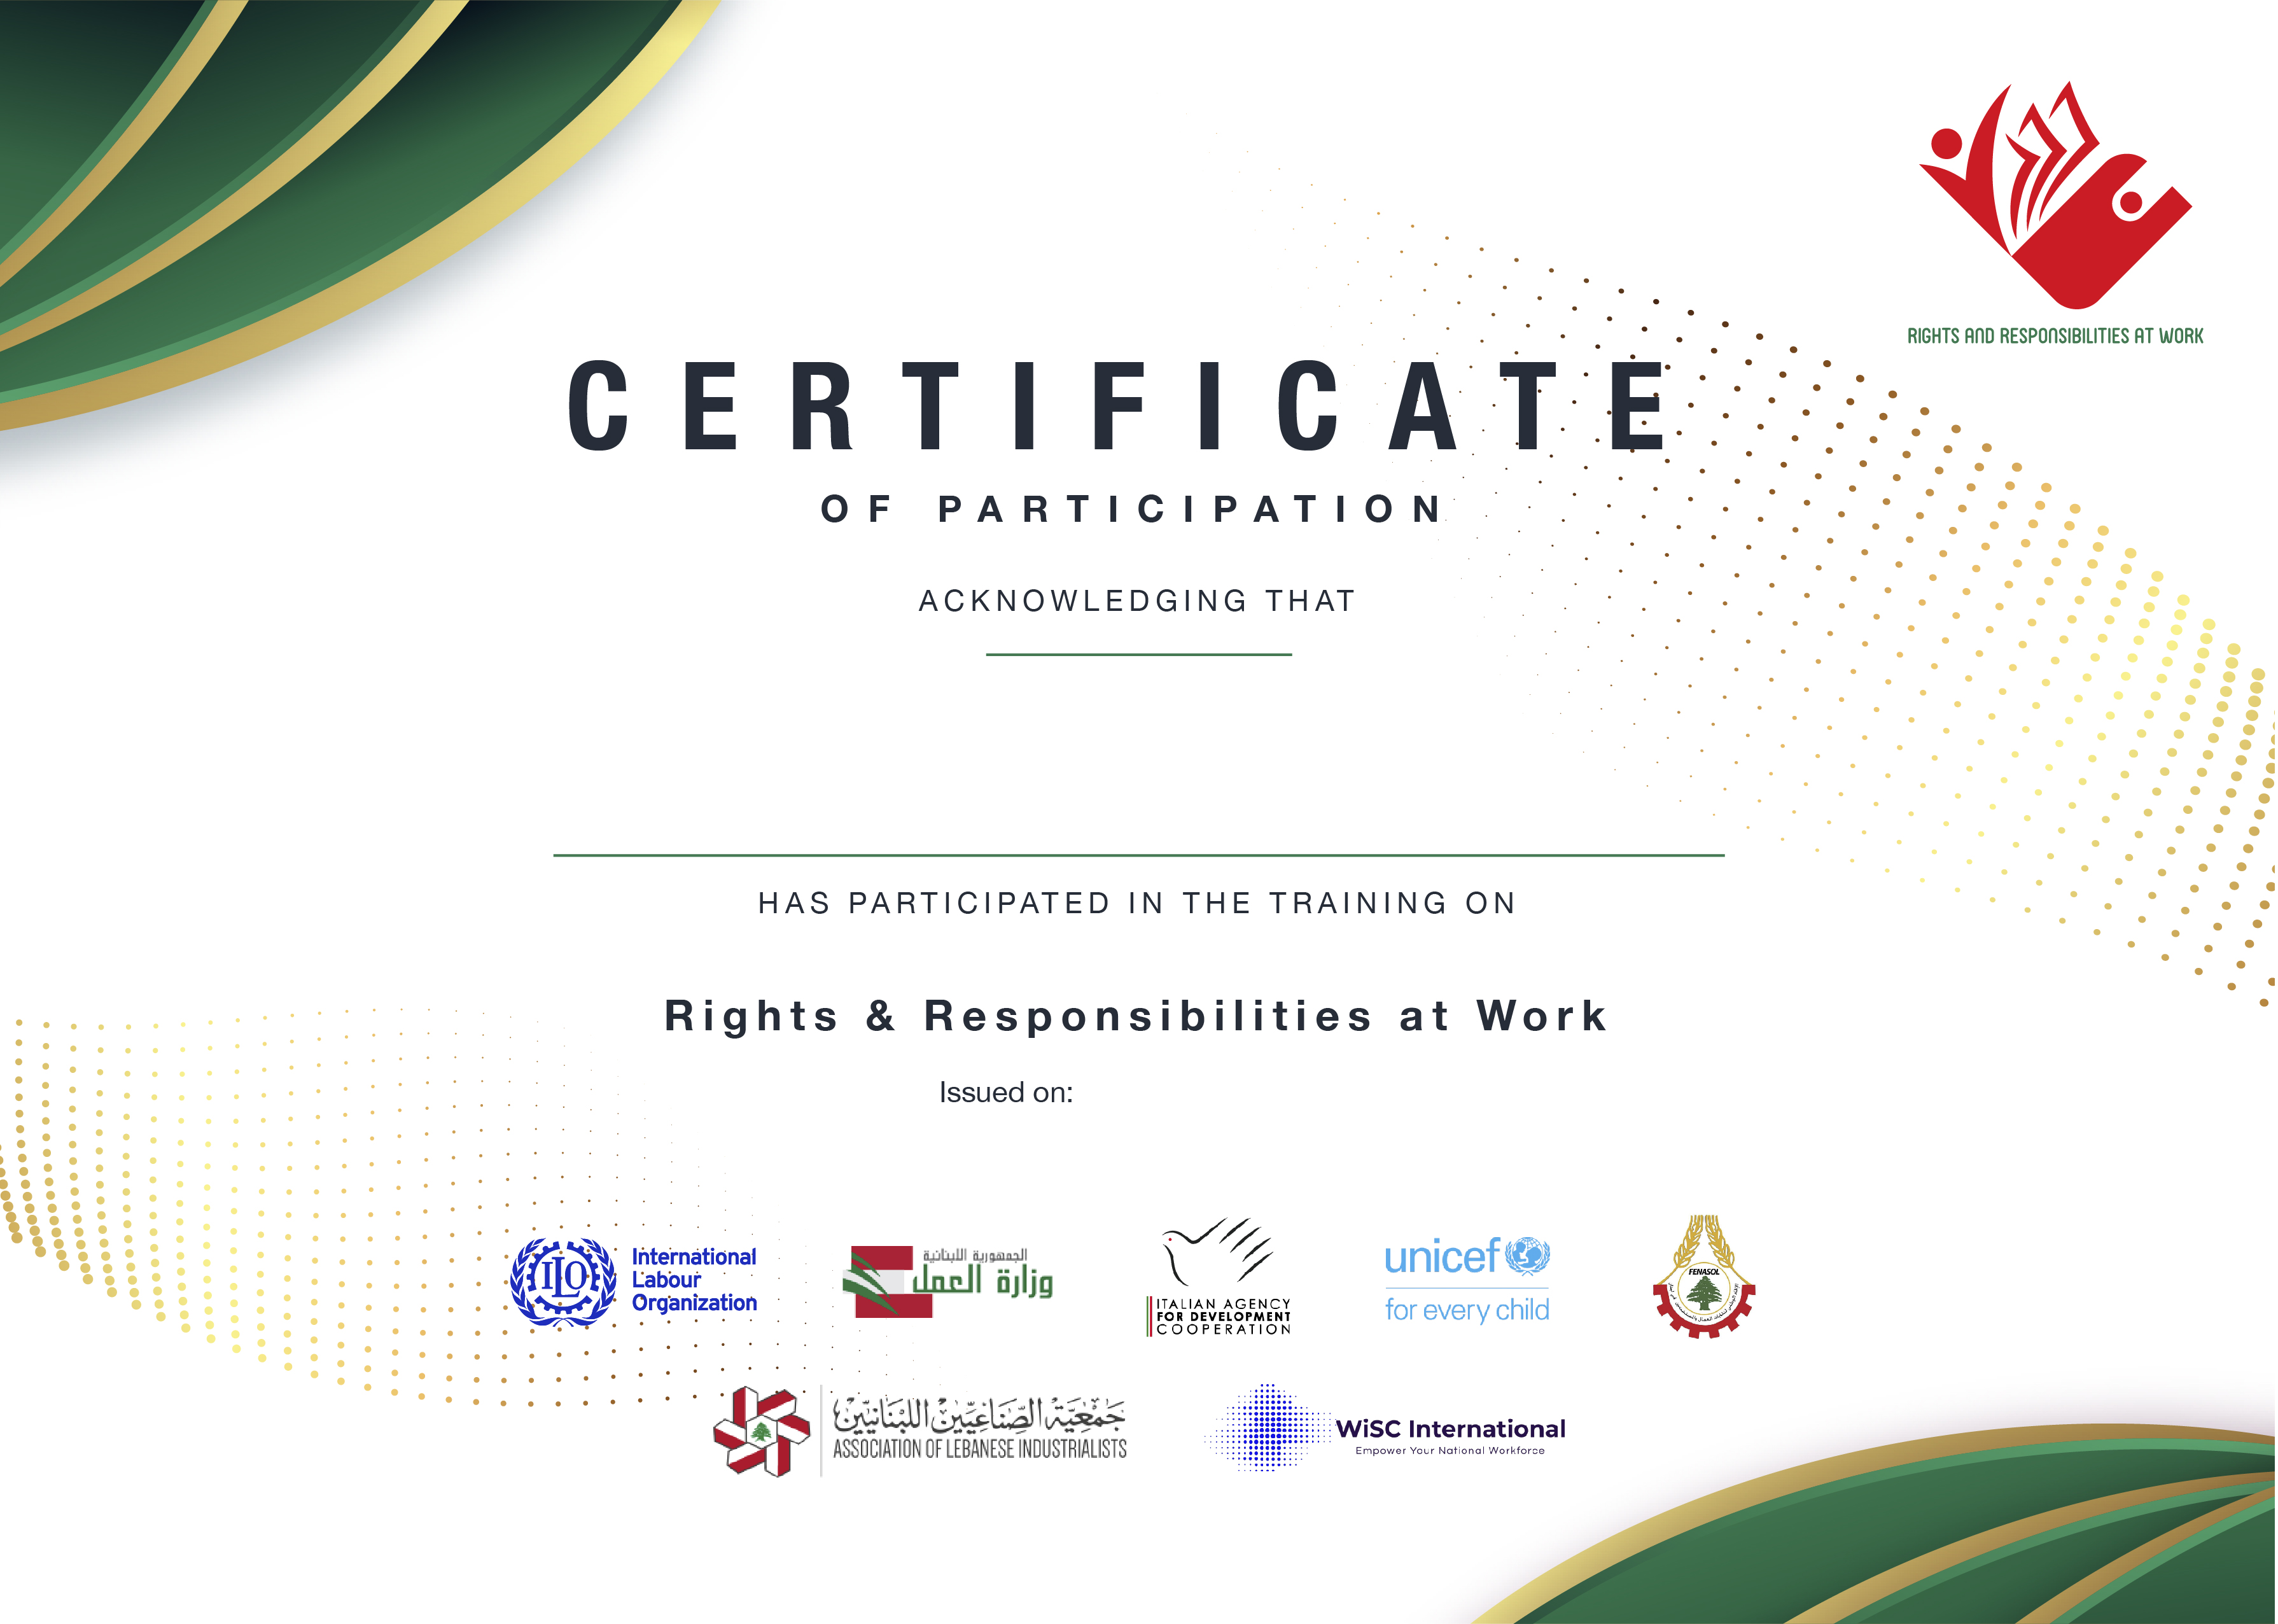 RIGHTS AND RESPONSIBILITIES AT WORK
CERTIFICATE
OF PARTICIPATION
ACKNOWLEDGING THAT
HAS PARTICIPATED IN THE TRAINING ON
Rights & Responsibilities at Work
Issued on:
ILO
International
Labour
Organization
الجمهورية اللبنانية
وزارة العمل
ITALIAN AGENCY
FOR DEVELOPMENT
COOPERATION
unicef
for every child
FENASOL
جمعية الصناعيين اللبنانيين
ASSOCIATION OF LEBANESE INDUSTRIALISTS
WiSC International
Empower Your National Workforce